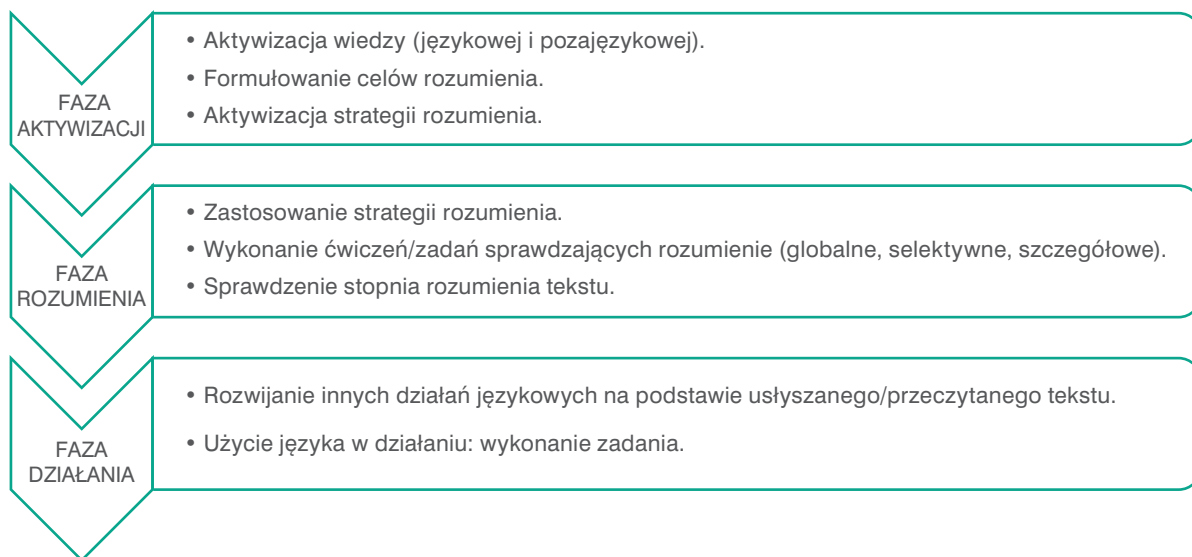 FAZA
AKTYWIZACJI
• Aktywizacja wiedzy (językowej i pozajęzykowej).
• Formułowanie celów rozumienia.
• Aktywizacja strategii rozumienia.
FAZA
ROZUMIENIA
• Zastosowanie strategii rozumienia.
• Wykonanie ćwiczeń/zadań sprawdzających rozumienie (globalne, selektywne, szczegółowe).
• Sprawdzenie stopnia rozumienia tekstu.
FAZA
DZIAŁANIA
• Rozwijanie innych działań językowych na podstawie usłyszanego/przeczytanego tekstu.
• Użycie języka w działaniu: wykonanie zadania.